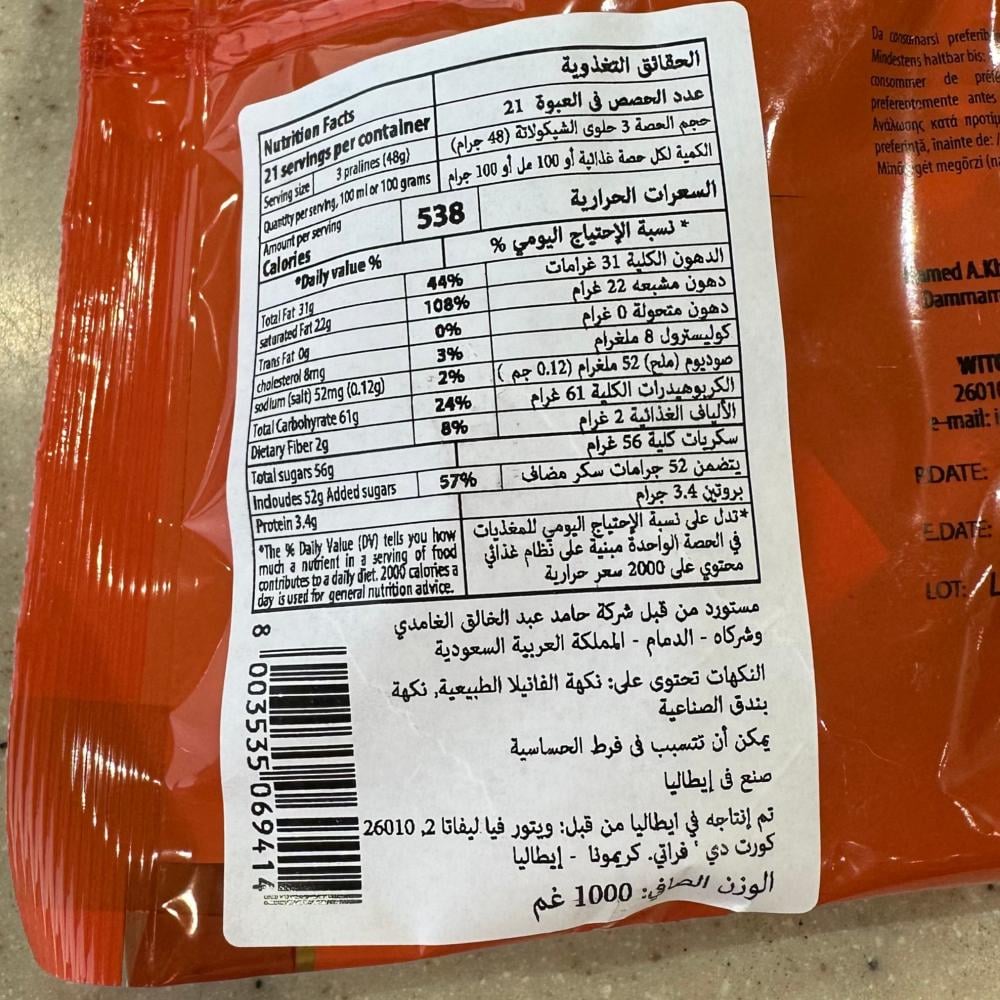 Nutrition Facts
الحقائق التغذوية
21 servings per container
عدد الحصص في العبوة 21
Serving size 3 pralines (48g)
حجم الحصة 3 حلوى الشيكولاتة (48 جرام)
Quantity per serving, 100 ml or 100 grams
الكمية لكل حصة غذائية أو 100 مل أو 100 جرام
Amount per serving
Calories
538
السعرات الحرارية
*Daily value %
* نسبة الإحتياج اليومي %
Total Fat 31g 44% الدهون الكلية 31 غرامات
saturated Fat 22g 108% دهون مشبعه 22 غرام
Trans Fat 0g 0% دهون متحولة 0 غرام
cholesterol 8mg 3% كوليسترول 8 ملغرام
sodium (salt) 52mg (0.12g) 2% صوديوم (ملح) 52 ملغرام (0.12 جم )
Total Carbohyrate 61g 24% الكربوهيدرات الكلية 61 غرام
Dietary Fiber 2g 8% الألياف الغذائية 2 غرام
Total sugars 56g سكريات كلية 56 غرام
Indoudes 52g Added sugars 57% يتضمن 52 جرامات سكر مضاف
Protein 3,4g بروتين 3.4 جرام
*The % Daily Value (DV) tells you how
much a nutrient in a serving of food
contributes to a daily diet. 2000 calories a
day is used for general nutrition advice.
*تدل على نسبة الإحتياج اليومي للمغذيات
في الحصة الواحدة مبنية على نظام غذائي
محتوي على 2000 سعر حرارية
مستورد من قبل شركة حامد عبد الخالق الغامدي
وشركاه - الدمام - المملكة العربية السعودية
النكهات تحتوى على: نكهة الفانيلا الطبيعية, نكهة
بندق الصناعية
يمكن أن تتسبب فى فرط الحساسية
صنع فى إيطاليا
تم إنتاجه في ايطاليا من قبل: ويتور فيا ليفاتا 2, 26010
كورت دي ' فراتي. كريمونا - إيطاليا
الوزن الصافي: 1000 غم
8 003535 069414
Da consumarsi
Mindestens haltbar bis:
consommer de
preferentemente antes
Ανάλωση κατά
preferință, înainte de:
megőrzi
amed A.Kh
Dammam
WITO
26010
e-mail: i
P.DATE:
E.DATE:
LOT: L